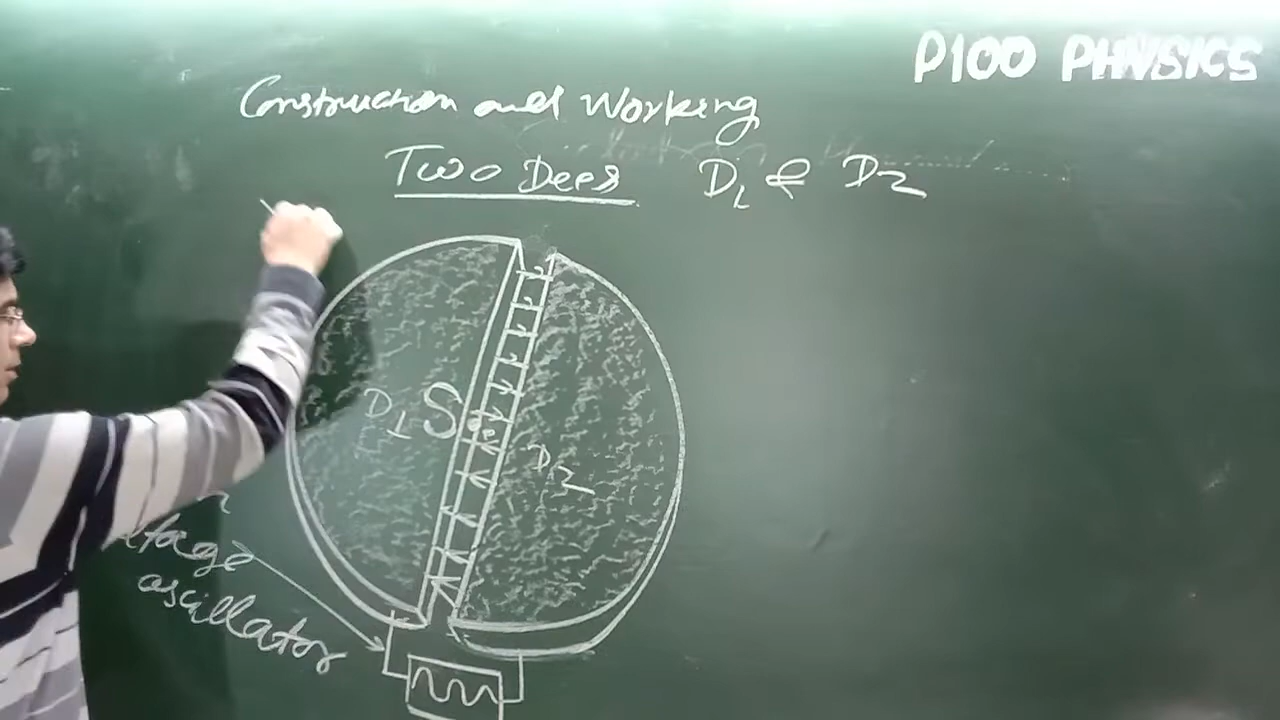 P100 PHYSICS
Construction and Working
Two Dees D1 & D2
D1 S
P
D2
oscillator